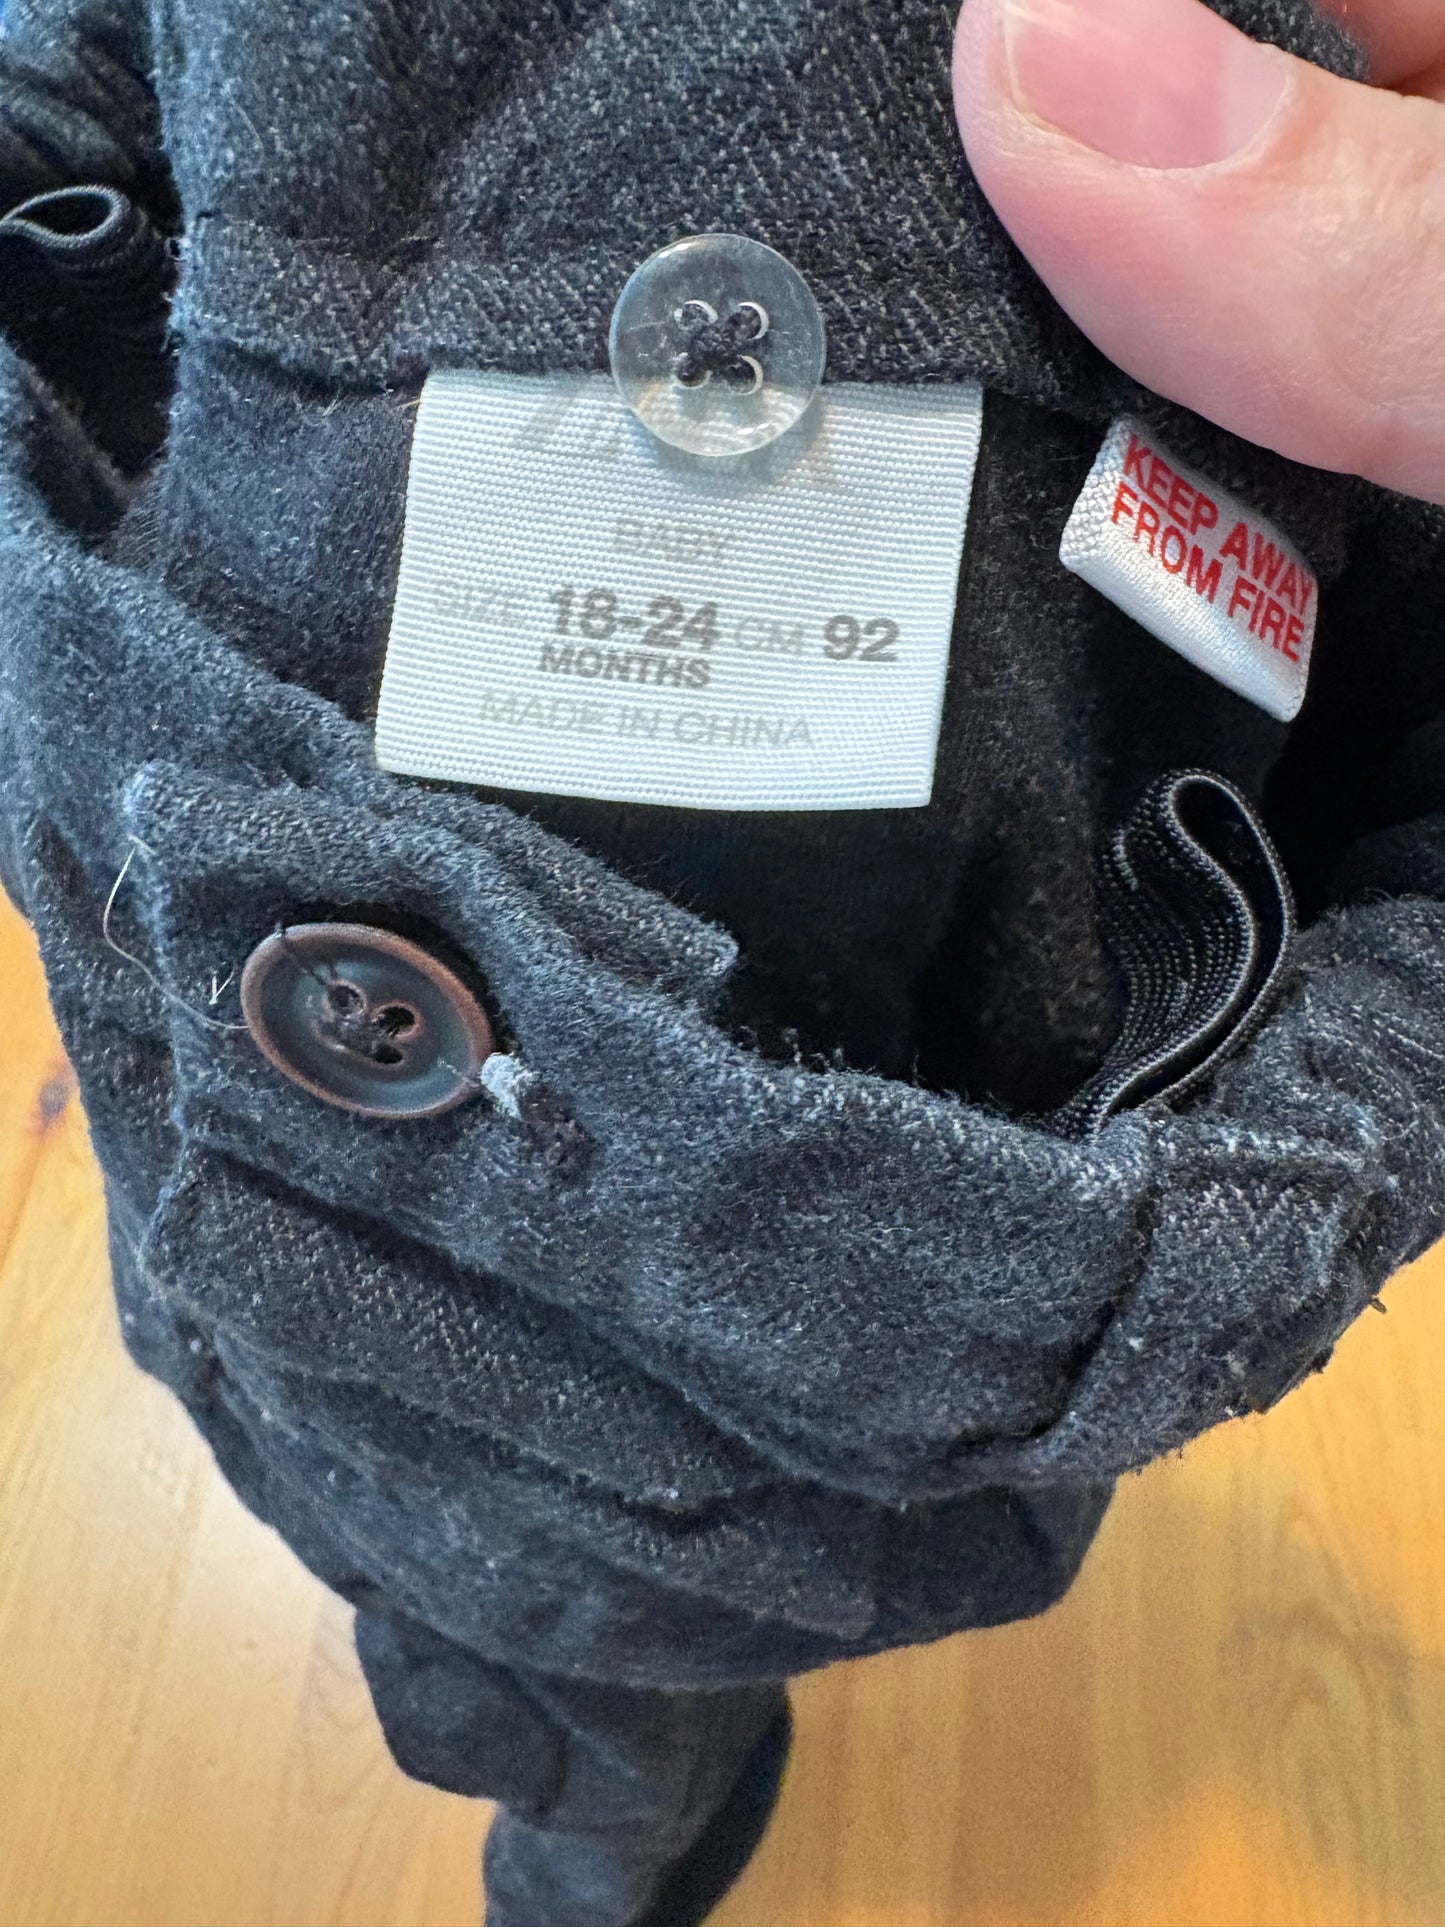 BABY
SIZE 18-24 CM 92
MONTHS
MADE IN CHINA
KEEP AWAY
FROM FIRE